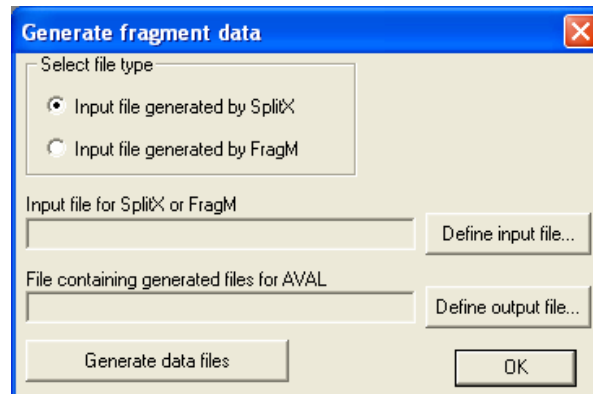 Generate fragment data
Select file type
Input file generated by SplitX
Input file generated by FragM
Input file for SplitX or FragM
Define input file...
File containing generated files for AVAL
Define output file...
Generate data files
OK